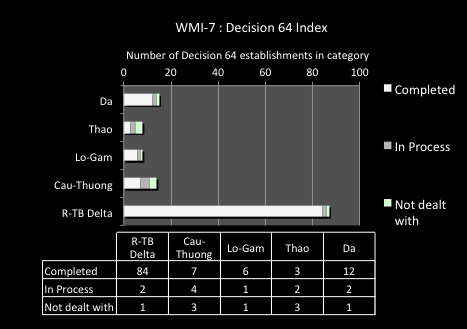 WMI-7 : Decision 64 Index
Number of Decision 64 establishments in category
0 20 40 60 80 100
Da
Thao
Lo-Gam
Cau-Thuong
R-TB Delta
Completed
In Process
Not dealt
with
R-TB
Delta
Cau-
Thuong
Lo-Gam
Thao
Da
Completed 84 7 6 3 12
In Process 2 4 1 2 2
Not dealt with 1 3 1 3 1